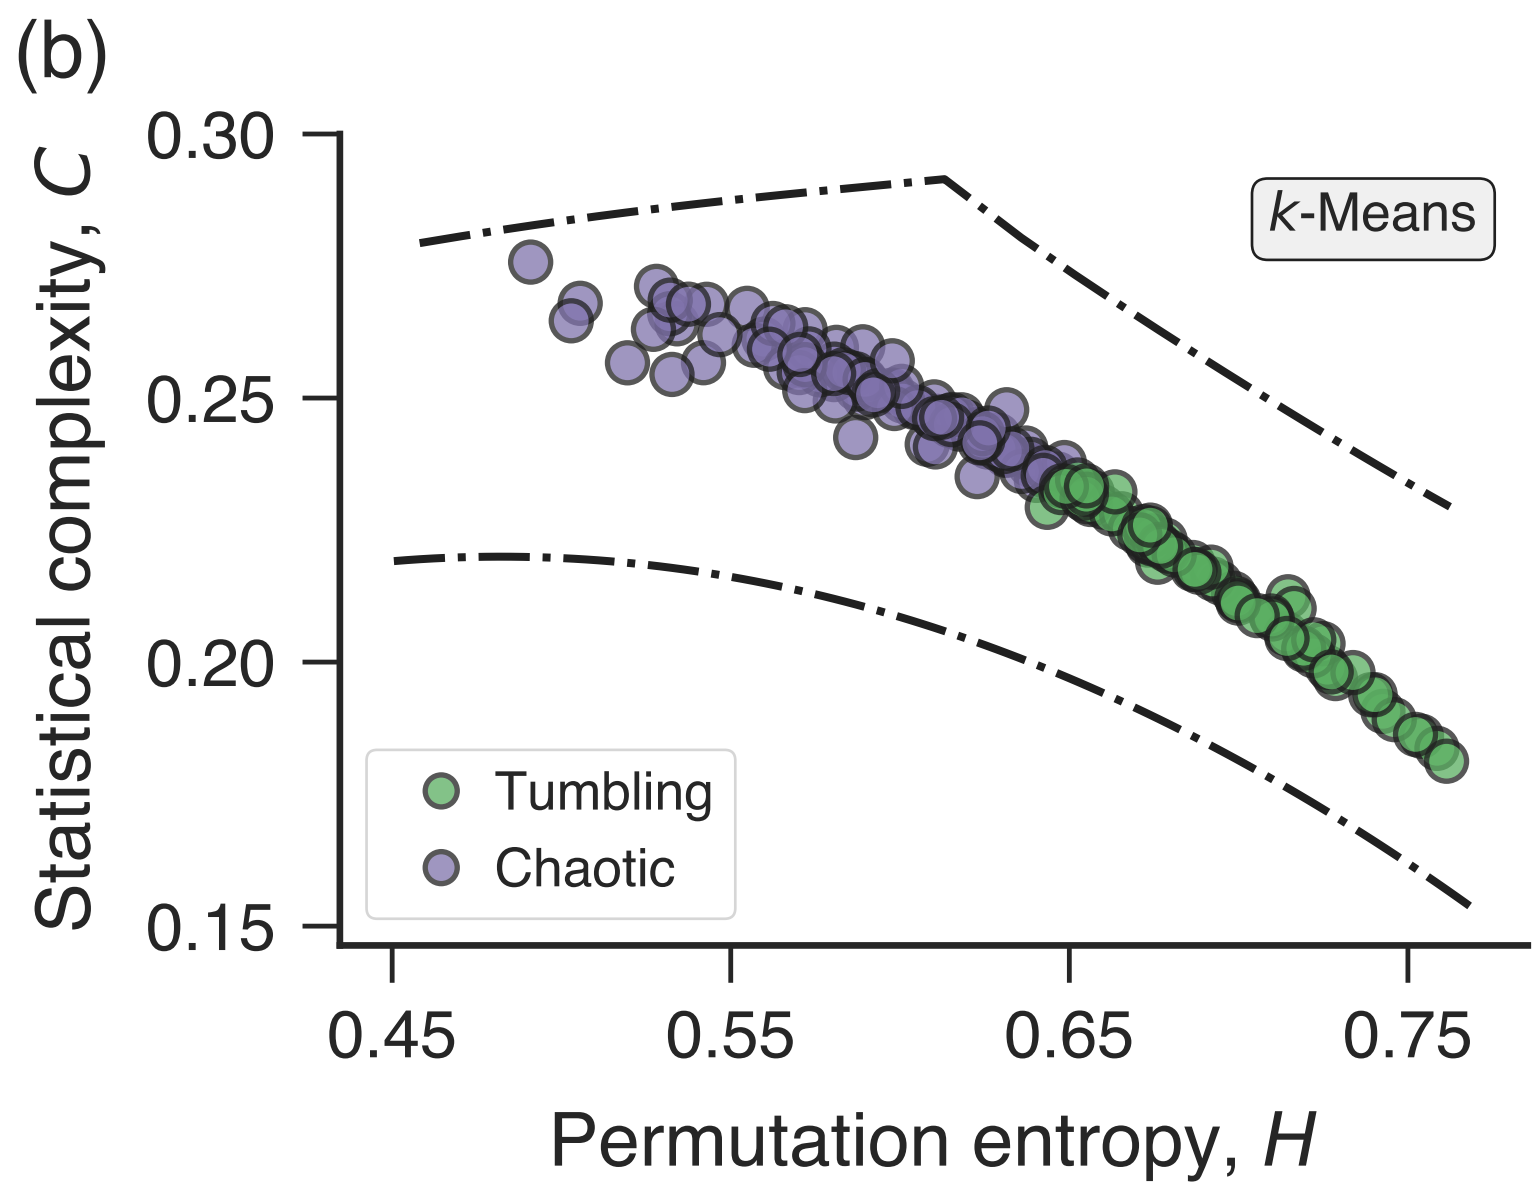 (b)
Statistical complexity, C
0.30
0.25
0.20
0.15
k-Means
Tumbling
Chaotic
0.45 0.55 0.65 0.75
Permutation entropy, H